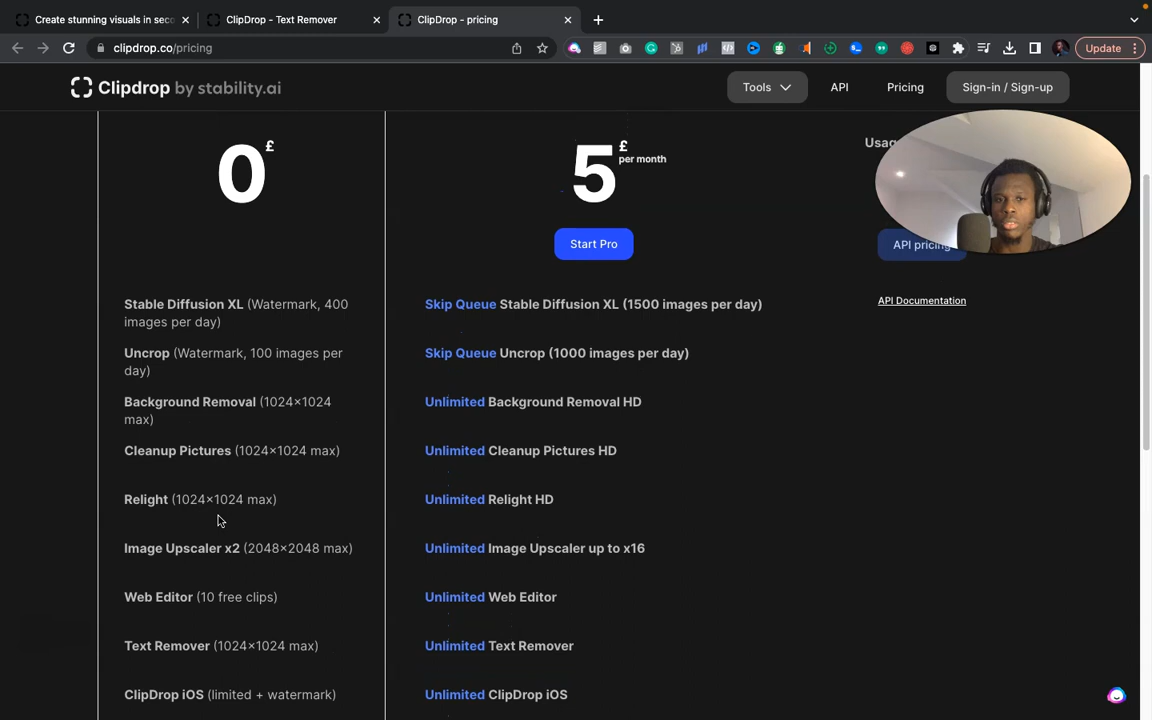 Create stunning visuals in seco
ClipDrop - Text Remover
ClipDrop - pricing
clipdrop.co/pricing
Update
Clipdrop by stability.ai
Tools
API
Pricing
Sign-in / Sign-up
0 £
5 £ per month
Start Pro
API pricing
API Documentation
Stable Diffusion XL (Watermark, 400
images per day)
Uncrop (Watermark, 100 images per
day)
Background Removal (1024×1024
max)
Cleanup Pictures (1024×1024 max)
Relight (1024×1024 max)
Image Upscaler x2 (2048×2048 max)
Web Editor (10 free clips)
Text Remover (1024×1024 max)
ClipDrop iOS (limited + watermark)
Skip Queue Stable Diffusion XL (1500 images per day)
Skip Queue Uncrop (1000 images per day)
Unlimited Background Removal HD
Unlimited Cleanup Pictures HD
Unlimited Relight HD
Unlimited Image Upscaler up to x16
Unlimited Web Editor
Unlimited Text Remover
Unlimited ClipDrop iOS